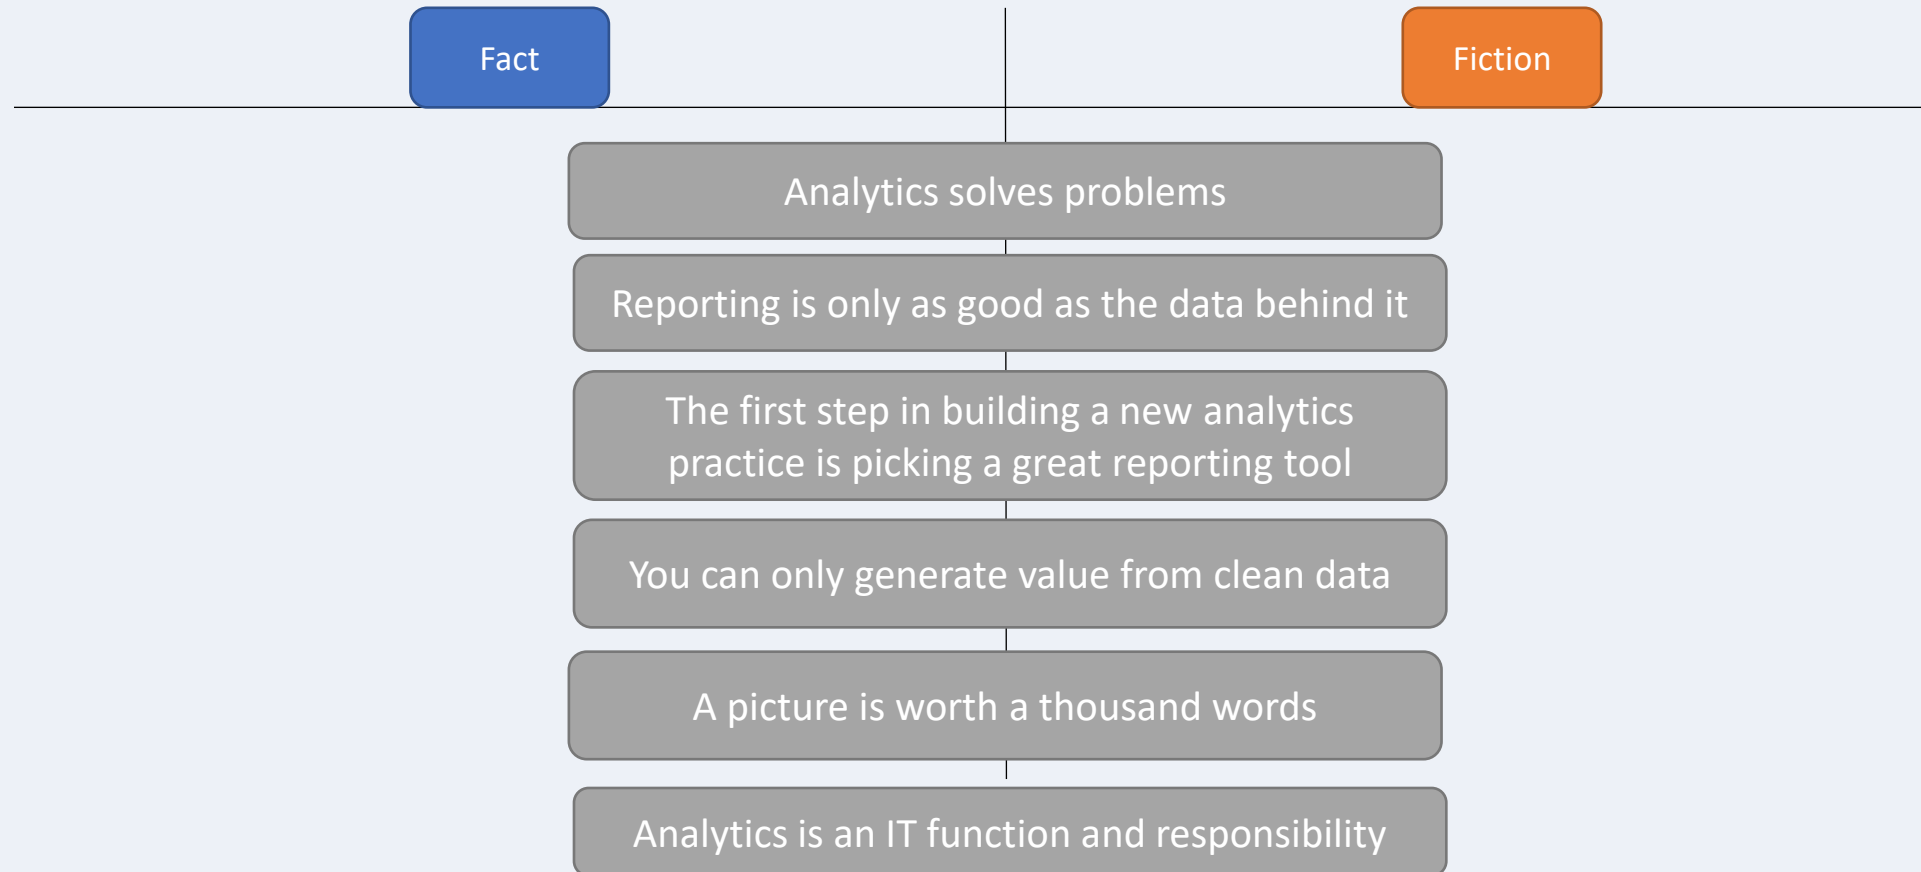 Fact
Fiction
Analytics solves problems
Reporting is only as good as the data behind it
The first step in building a new analytics
practice is picking a great reporting tool
You can only generate value from clean data
A picture is worth a thousand words
Analytics is an IT function and responsibility